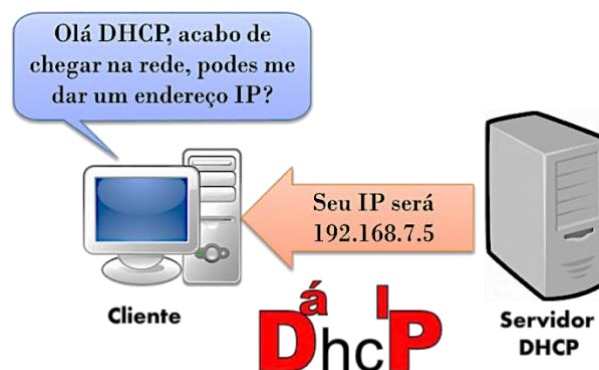 Olá DHCP, acabo de
chegar na rede, podes me
dar um endereço IP?
Seu IP será
192.168.7.5
Cliente
á I
DhcP
Servidor
DHCP